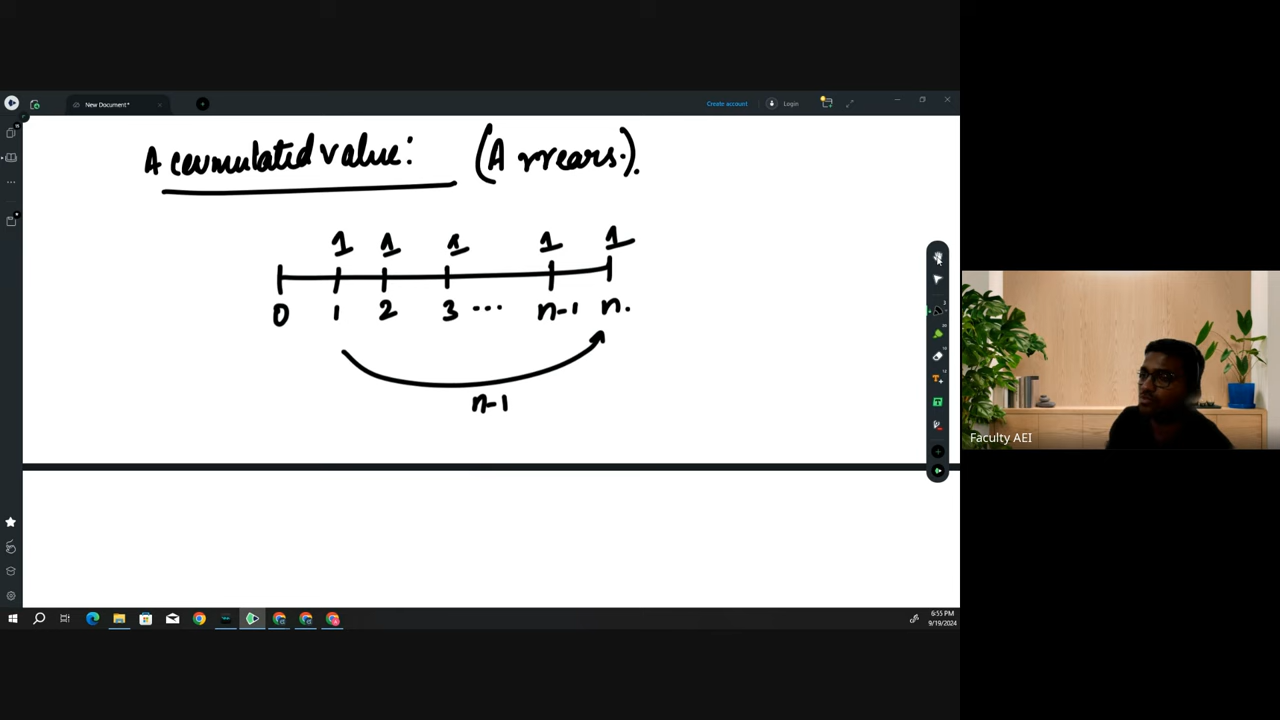 New Document*
Create account
Login
Accumulated value: (Arrears.).
1 1 1 1 1
0 1 2 3 ... n-1 n.
n-1
Faculty AEI
6:55 PM
9/19/2024